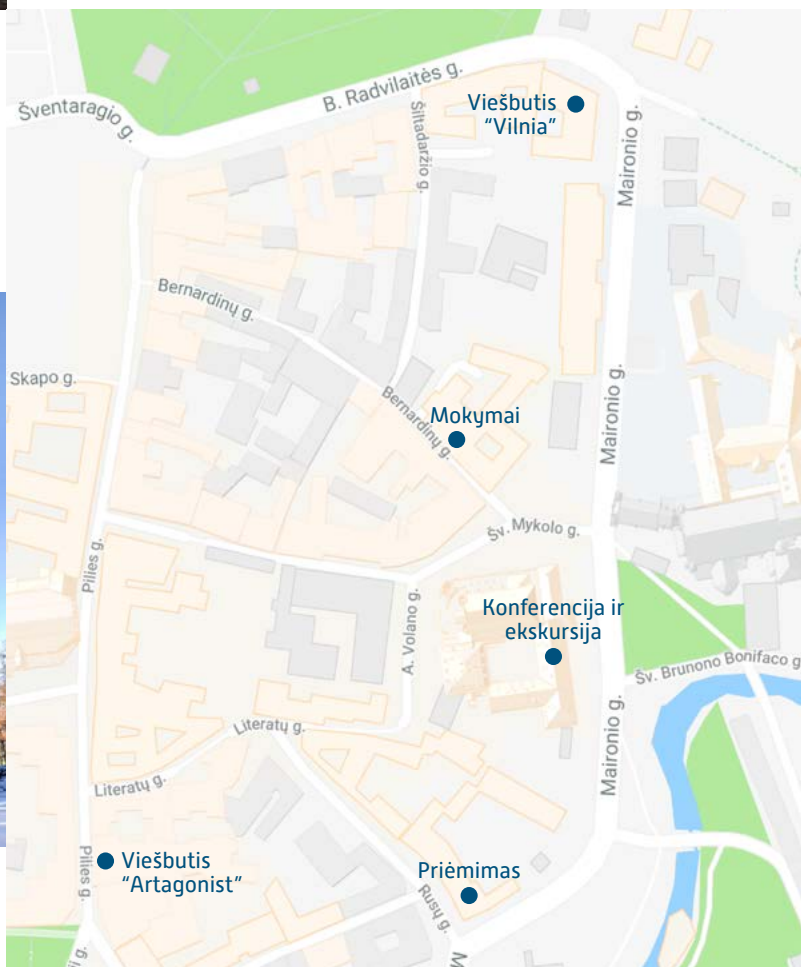 B. Radvilaitės g.
Šventaragio g.
Šiltadaržio g.
Viešbutis
“Vilnia”
Maironio g.
Bernardinų g.
Skapo g.
Bernardinų g.
Mokymai
Maironio g.
Šv. Mykolo g.
Pilies g.
A. Volano g.
Konferencija ir
ekskursija
Šv. Brunono Bonifaco g
Maironio g.
Literatų g.
Literatų g.
Pilies g.
Viešbutis
“Artagonist”
Priėmimas
Rusų g.
M
g.